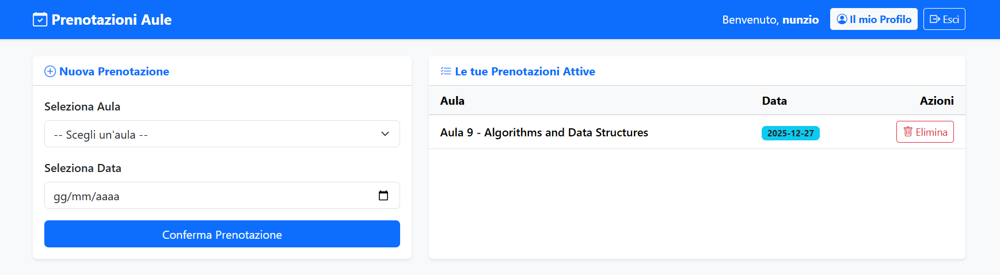 Prenotazioni Aule
Benvenuto, nunzio
Il mio Profilo
Esci
Nuova Prenotazione
Seleziona Aula
-- Scegli un'aula --
Seleziona Data
gg/mm/aaaa
Conferma Prenotazione
Le tue Prenotazioni Attive
Aula Data Azioni
Aula 9 - Algorithms and Data Structures 2025-12-27 Elimina